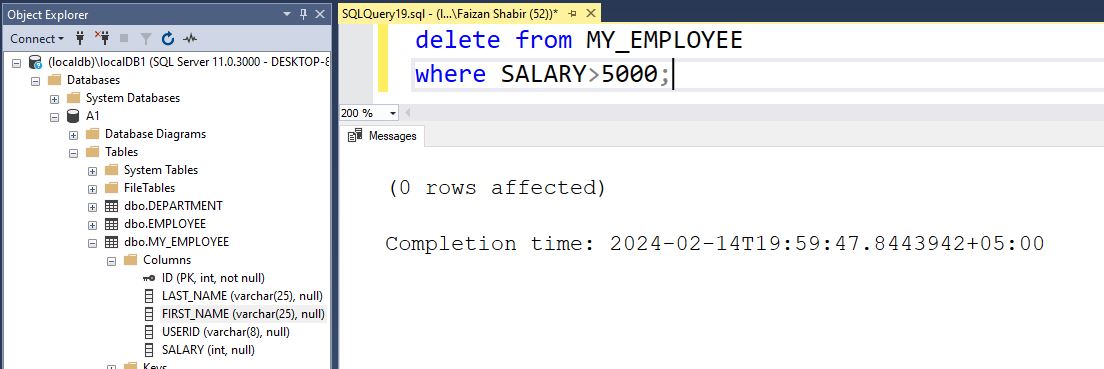 Object Explorer
Connect
(localdb)\localDB1 (SQL Server 11.0.3000 - DESKTOP-8
Databases
System Databases
A1
Database Diagrams
Tables
System Tables
FileTables
dbo.DEPARTMENT
dbo.EMPLOYEE
dbo.MY_EMPLOYEE
Columns
ID (PK, int, not null)
LAST_NAME (varchar(25), null)
FIRST_NAME (varchar(25), null)
USERID (varchar(8), null)
SALARY (int, null)
Keys
SQLQuery19.sql - (l...\Faizan Shabir (52))*
delete from MY_EMPLOYEE
where SALARY>5000;
200 %
Messages
(0 rows affected)
Completion time: 2024-02-14T19:59:47.8443942+05:00